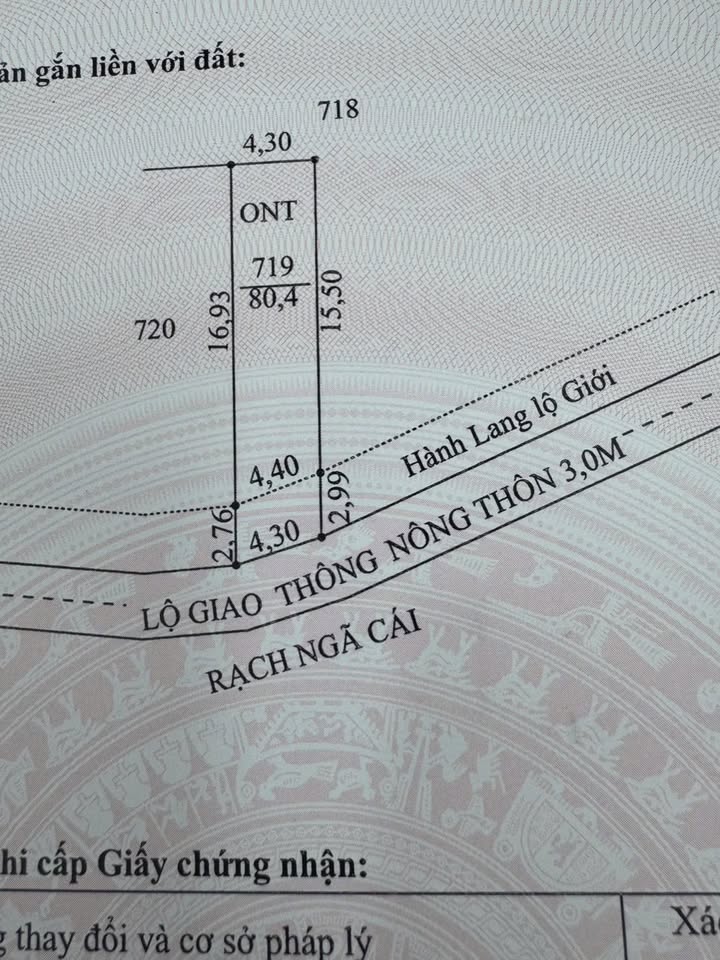 ản gắn liền với đất:
718
4,30
ONT
719
80,4
720
16,93
15,50
4,40
2,99
2,76
4,30
Hành Lang lộ Giới
LỘ GIAO THÔNG NÔNG THÔN 3,0M
RẠCH NGÃ CÁI
hi cấp Giấy chứng nhận:
g thay đổi và cơ sở pháp lý
Xá